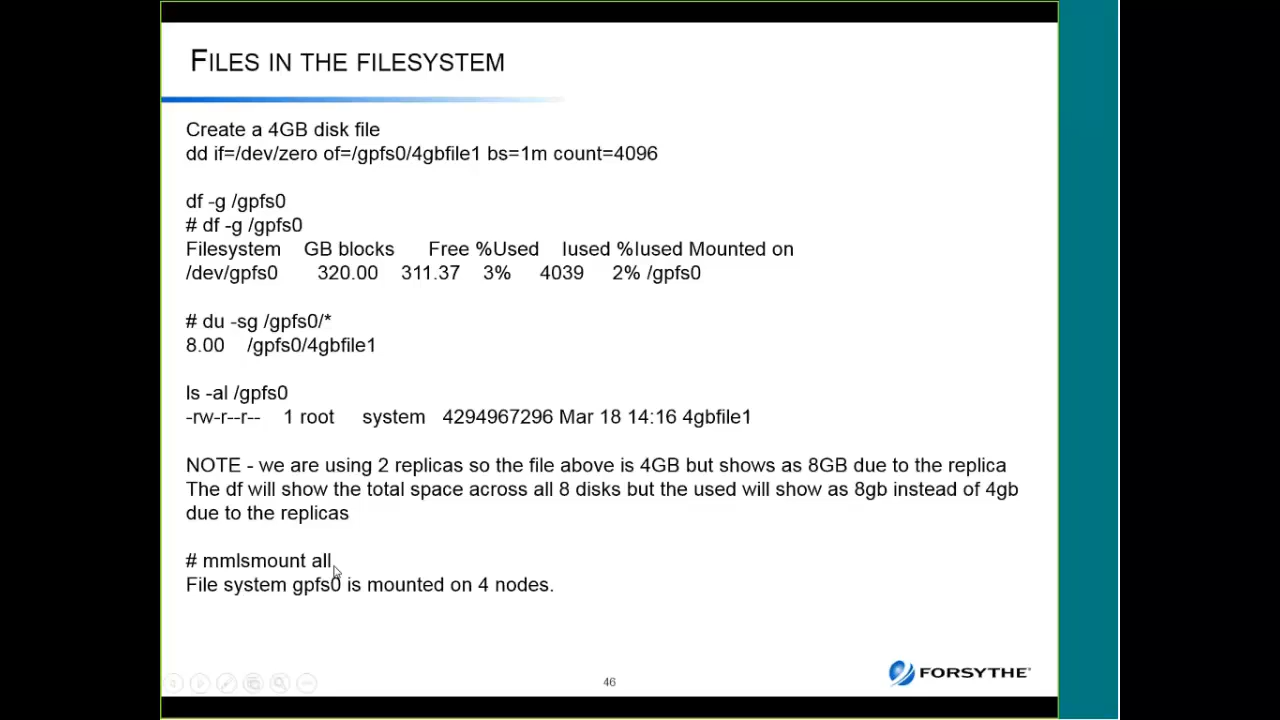 FILES IN THE FILESYSTEM
Create a 4GB disk file
dd if=/dev/zero of=/gpfs0/4gbfile1 bs=1m count=4096
df -g /gpfs0
# df -g /gpfs0
Filesystem GB blocks Free %Used Iused %Iused Mounted on
/dev/gpfs0 320.00 311.37 3% 4039 2% /gpfs0
# du -sg /gpfs0/*
8.00 /gpfs0/4gbfile1
ls -al /gpfs0
-rw-r--r-- 1 root system 4294967296 Mar 18 14:16 4gbfile1
NOTE - we are using 2 replicas so the file above is 4GB but shows as 8GB due to the replica
The df will show the total space across all 8 disks but the used will show as 8gb instead of 4gb
due to the replicas
# mmlsmount all
File system gpfs0 is mounted on 4 nodes.
46
FORSYTHE